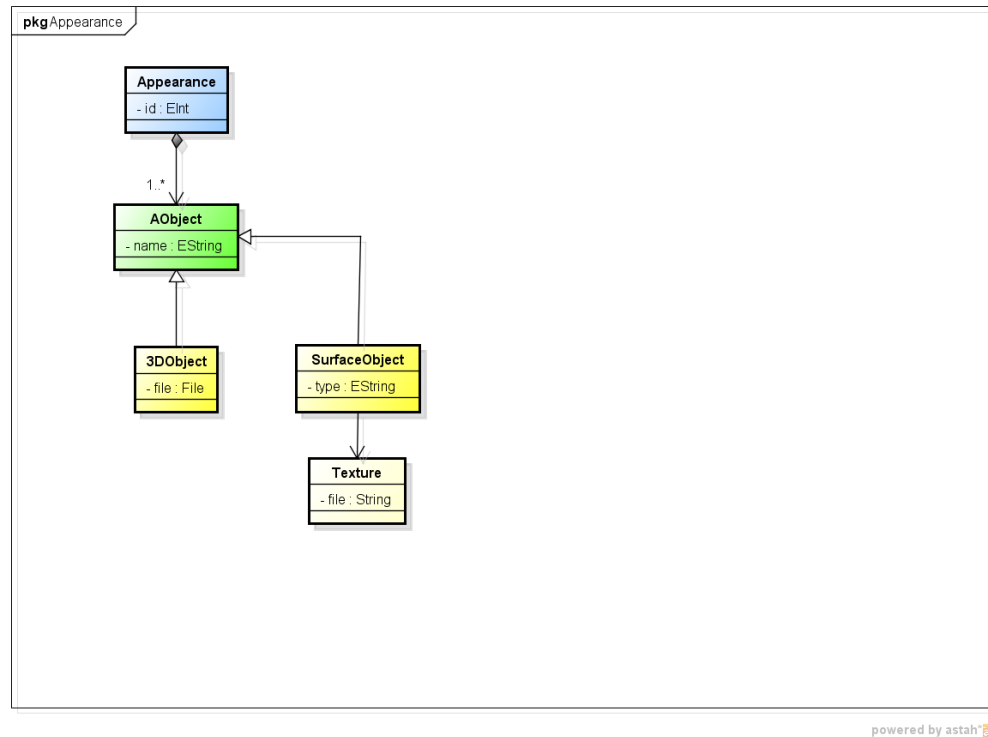 pkg Appearance
Appearance
- id : EInt
1..*
AObject
- name : EString
3DObject
- file : File
SurfaceObject
- type : EString
Texture
- file : String
powered by astah*